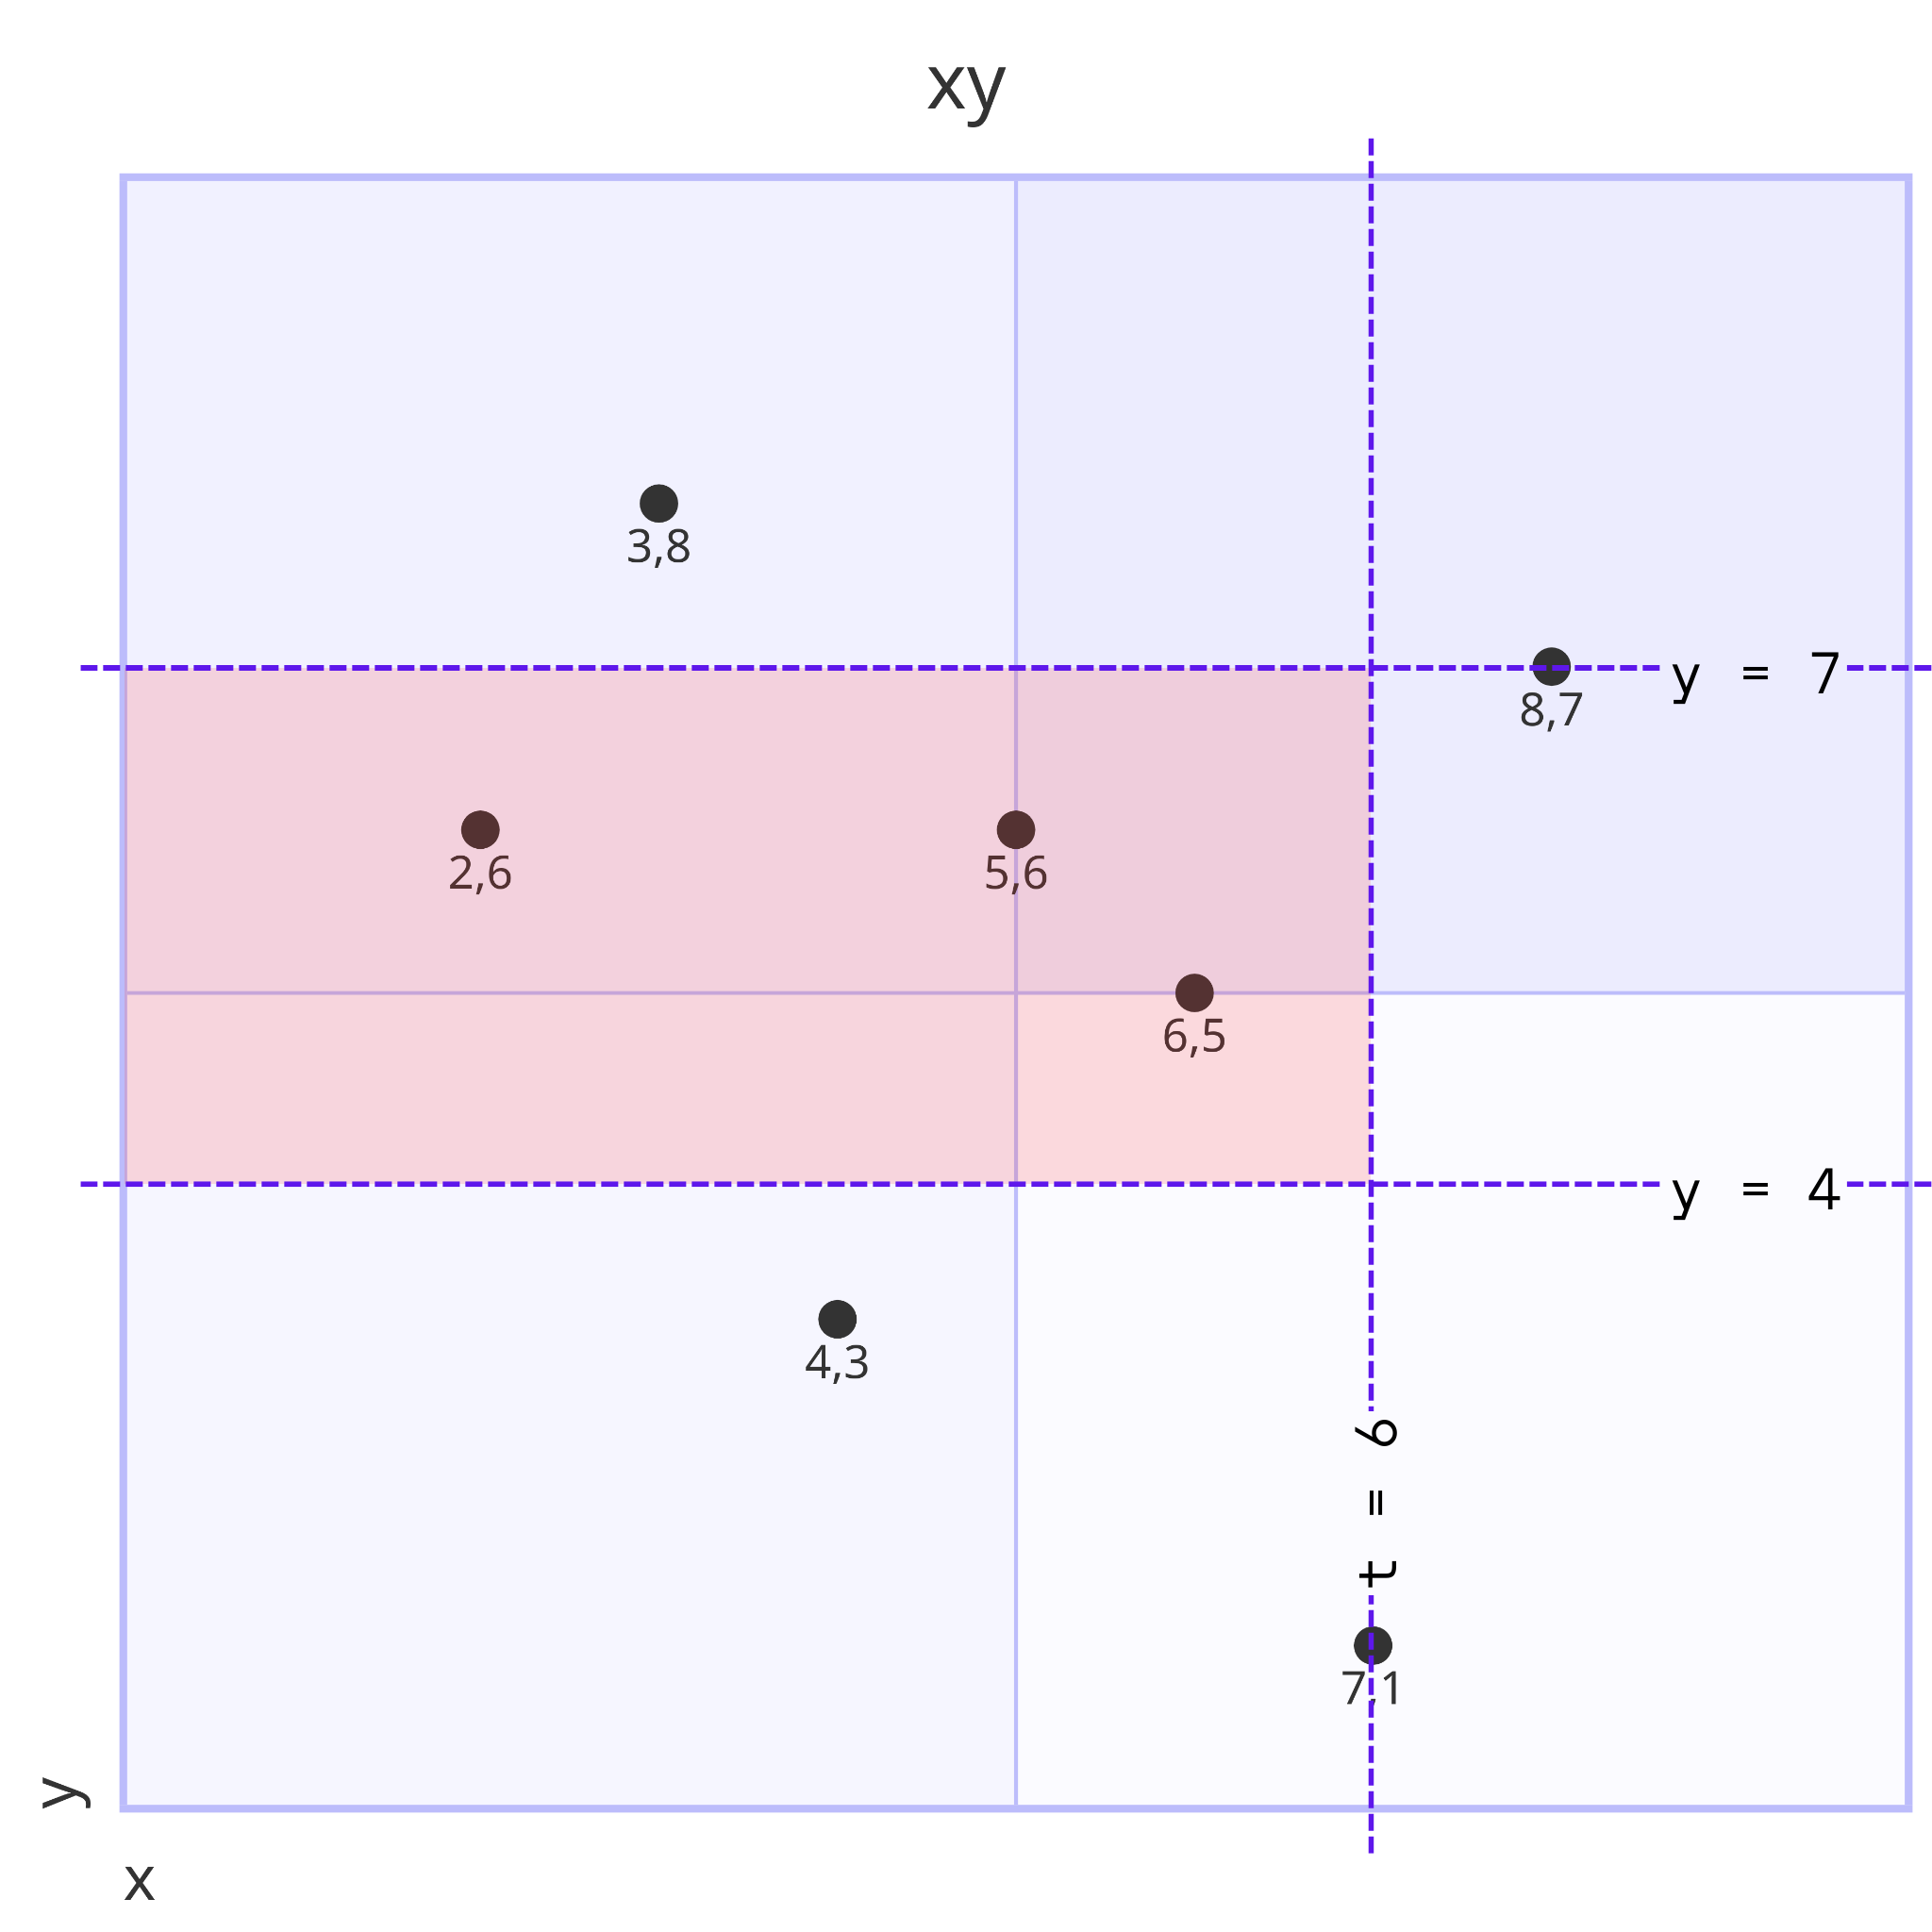 xy
3,8
y = 7
8,7
2,6
5,6
6,5
y = 4
4,3
t = 6
7,1
y
x